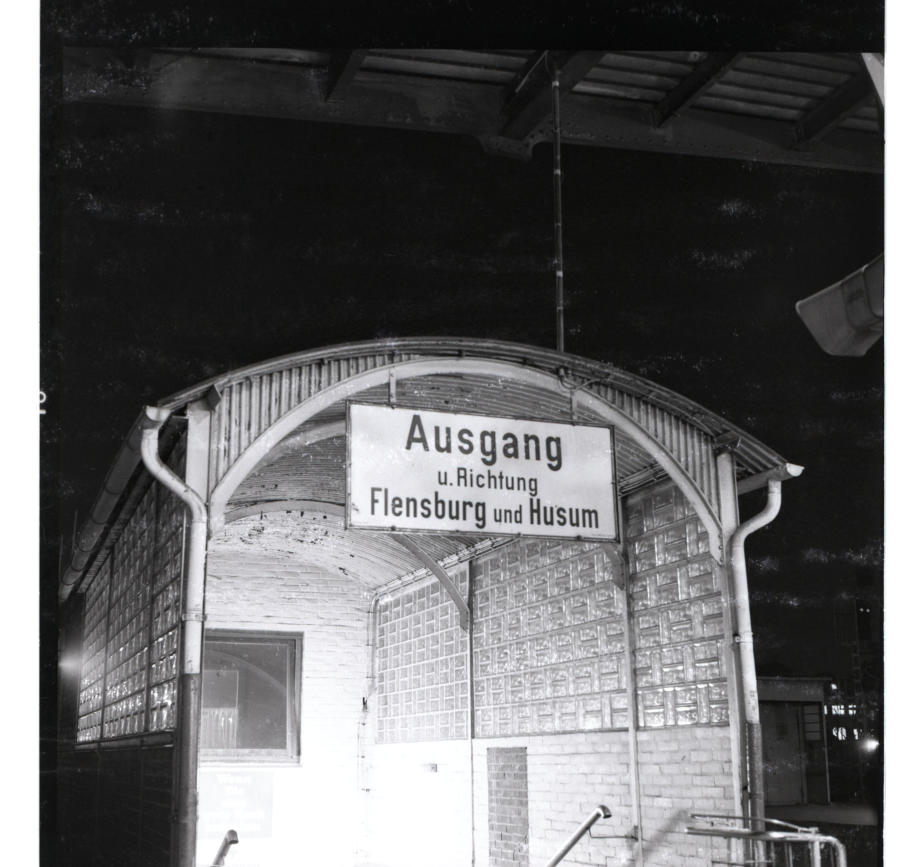 Ausgang
u. Richtung
Flensburg und Husum